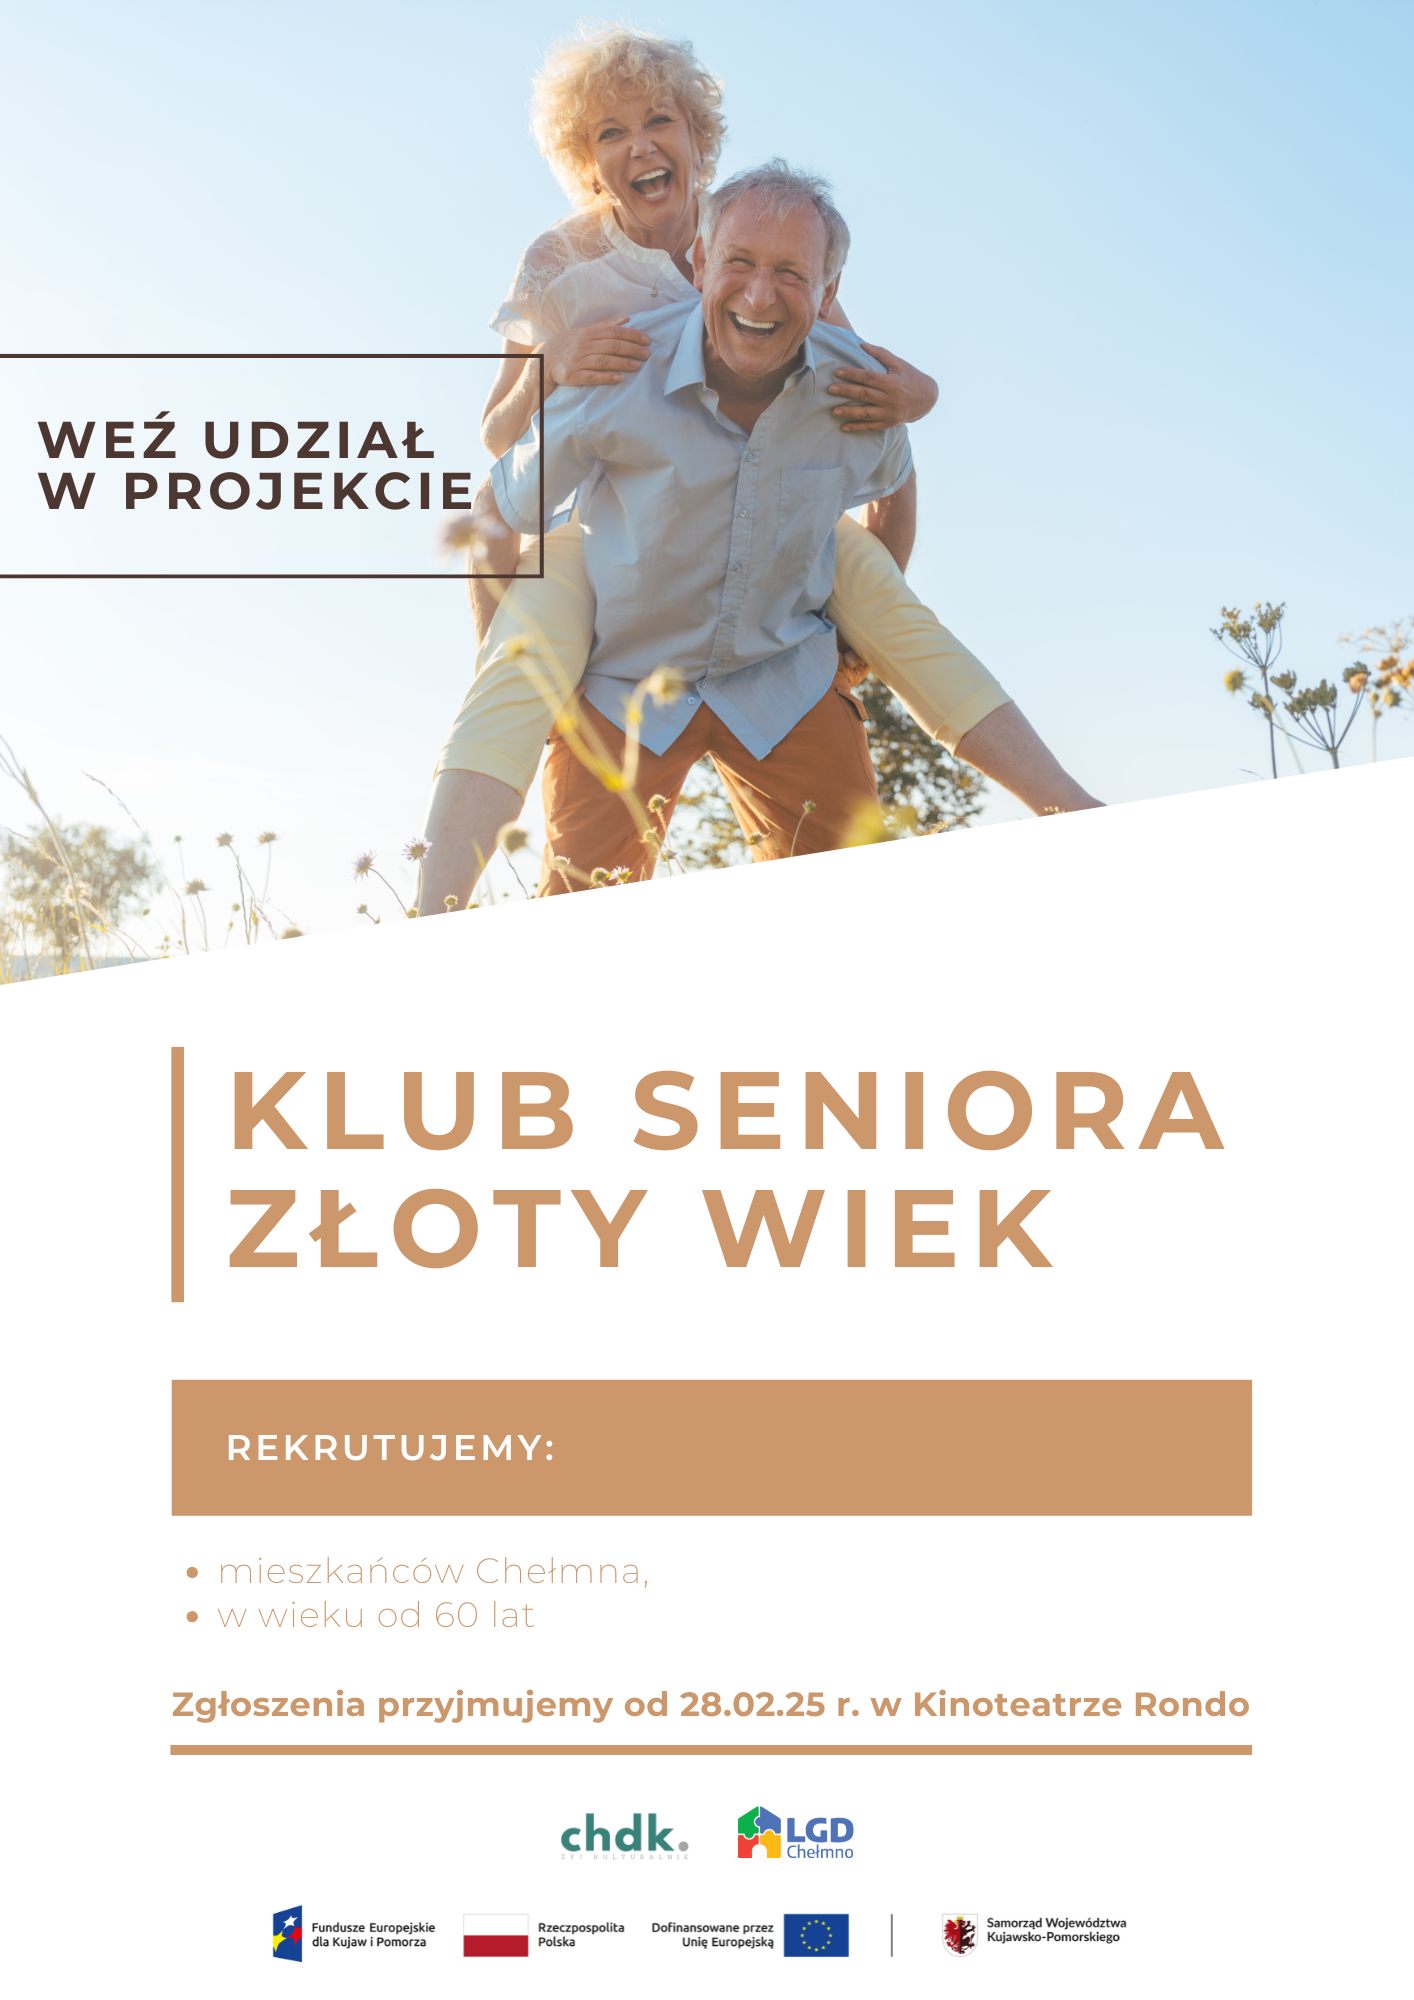 WEŹ UDZIAŁ
W PROJEKCIE
KLUB SENIORA
ZŁOTY WIEK
REKRUTUJEMY:
• mieszkańców Chełmna,
• w wieku od 60 lat
Zgłoszenia przyjmujemy od 28.02.25 r. w Kinoteatrze Rondo
chdk.
ŻYJ KULTURALNIE
LGD
Chełmno
Fundusze Europejskie
dla Kujaw i Pomorza
Rzeczpospolita
Polska
Dofinansowane przez
Unię Europejską
Samorząd Województwa
Kujawsko-Pomorskiego